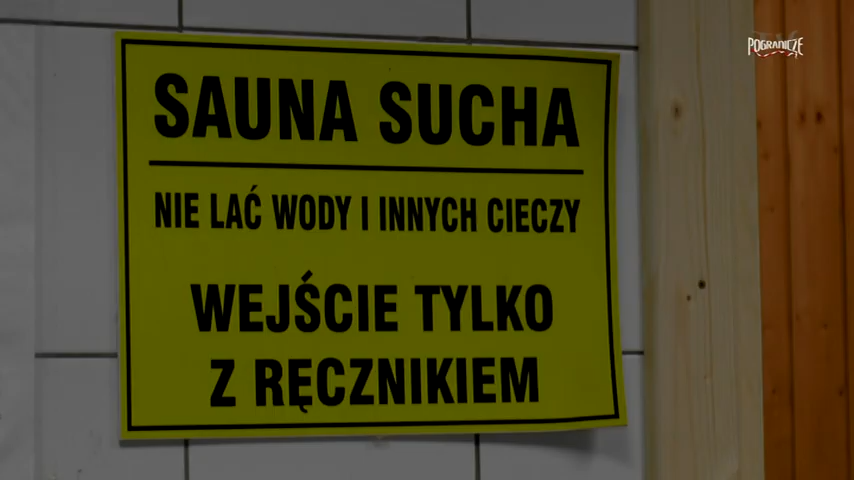 SAUNA SUCHA
NIE LAĆ WODY I INNYCH CIECZY
WEJŚCIE TYLKO
Z RĘCZNIKIEM
POGRANICZE